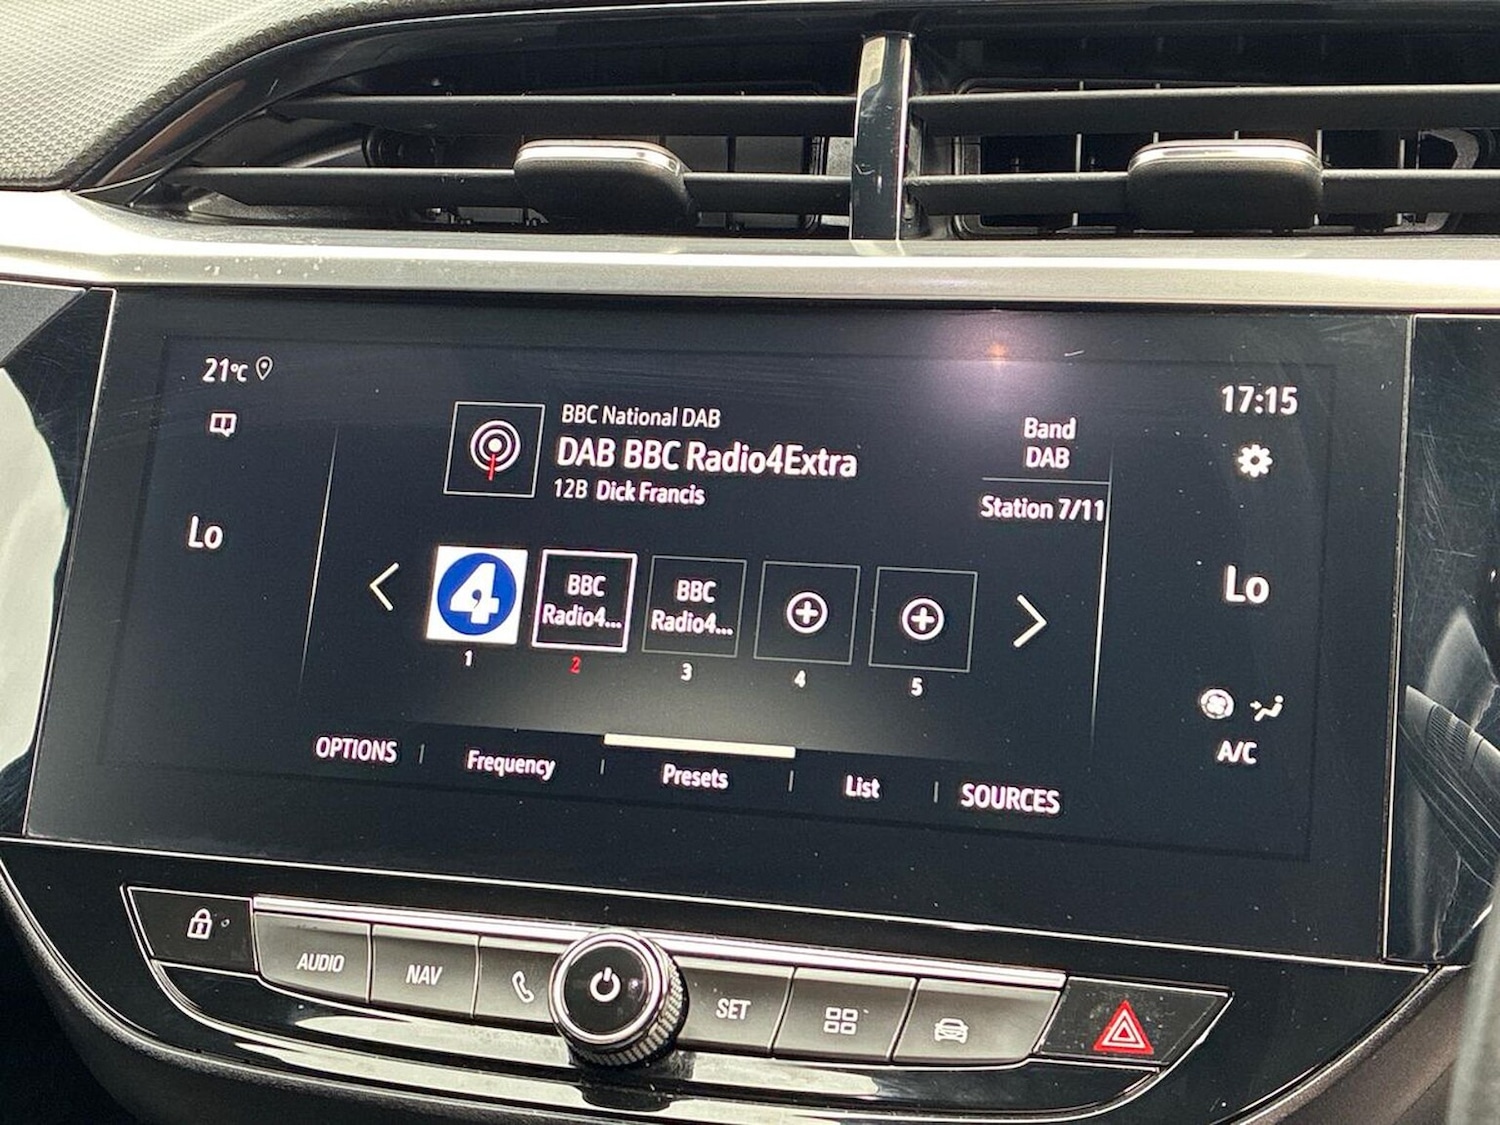 21°C
17:15
BBC National DAB
DAB BBC Radio4Extra
12B Dick Francis
Band
DAB
Station 7/11
Lo
Lo
4
BBC
Radio4...
BBC
Radio4...
1
2
3
4
5
A/C
OPTIONS
Frequency
Presets
List
SOURCES
AUDIO
NAV
SET